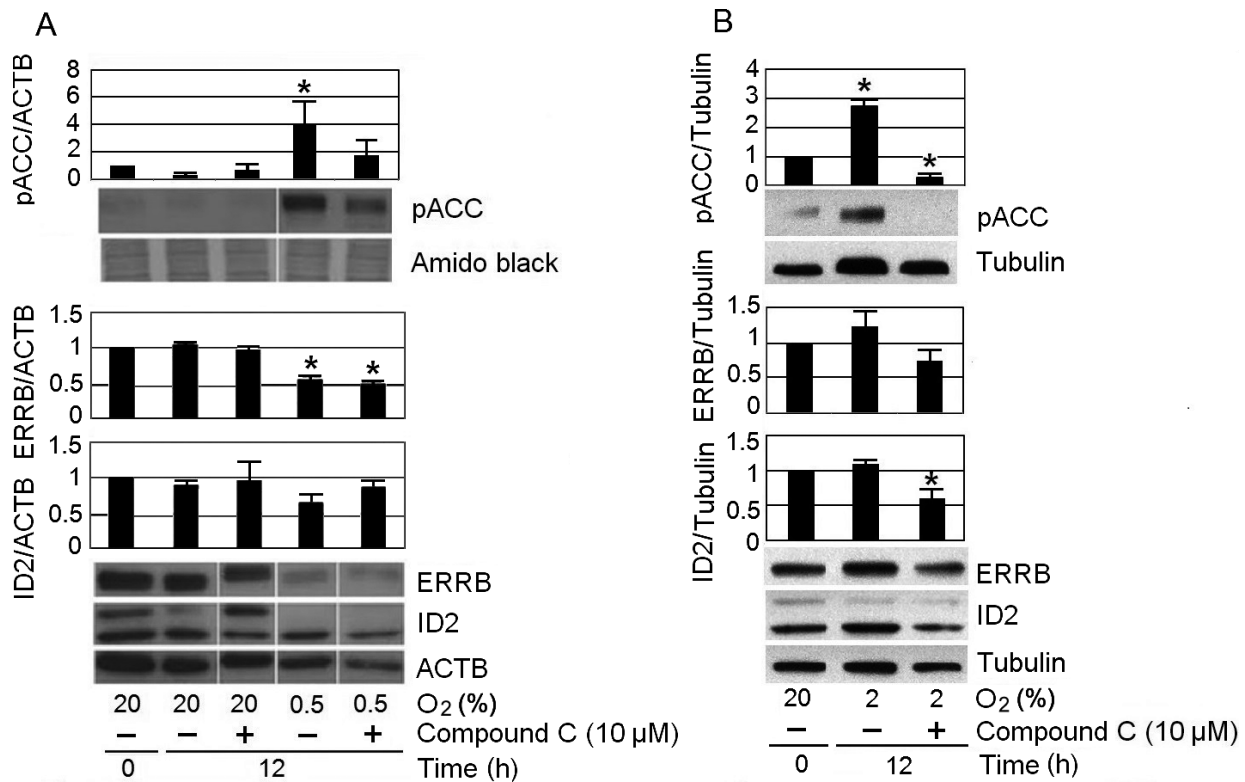 A
pACC/ACTB
8
6
4
2
0
*
pACC
Amido black
ERRB/ACTB
1.5
1
0.5
0
* *
ID2/ACTB
1.5
1
0.5
0
ERRB
ID2
ACTB
20 20 20 0.5 0.5 O2 (%)
− − + − + Compound C (10 µM)
0 12 Time (h)
B
pACC/Tubulin
4
3
2
1
0
* *
pACC
Tubulin
ERRB/Tubulin
1.5
1
0.5
0
ID2/Tubulin
1.5
1
0.5
0
*
ERRB
ID2
Tubulin
20 2 2 O2 (%)
− − + Compound C (10 µM)
0 12 Time (h)